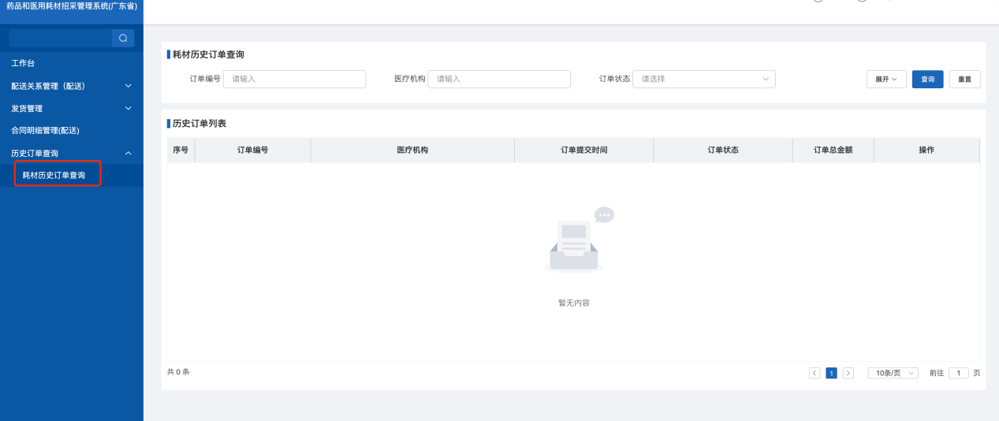 药品和医用耗材招采管理系统(广东省)
工作台
配送关系管理（配送）
发货管理
合同明细管理(配送)
历史订单查询
耗材历史订单查询
耗材历史订单查询
订单编号 请输入 医疗机构 请输入 订单状态 请选择 展开 查询 重置
历史订单列表
序号 订单编号 医疗机构 订单提交时间 订单状态 订单总金额 操作
暂无内容
共 0 条 1 10条/页 前往 1 页